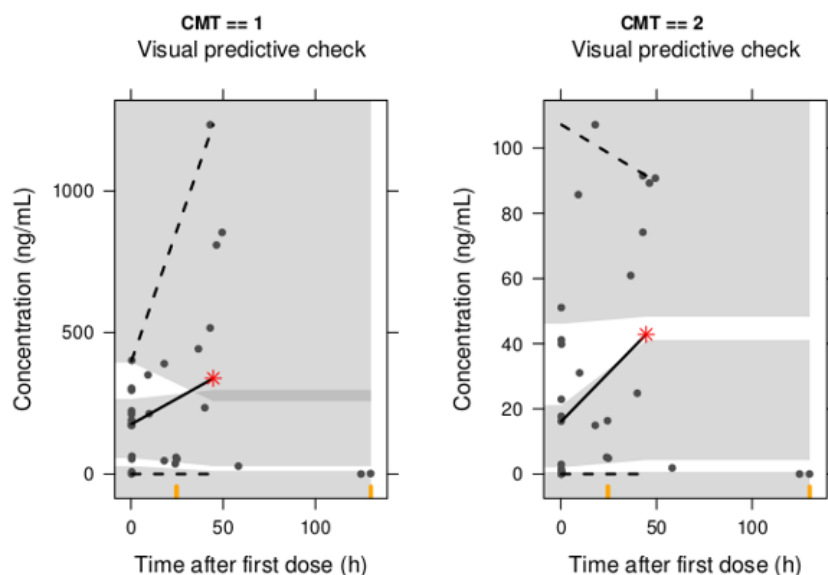 CMT == 1
Visual predictive check
Concentration (ng/mL)
1000
500
0
0
50
100
Time after first dose (h)
CMT == 2
Visual predictive check
Concentration (ng/mL)
100
80
60
40
20
0
0
50
100
Time after first dose (h)